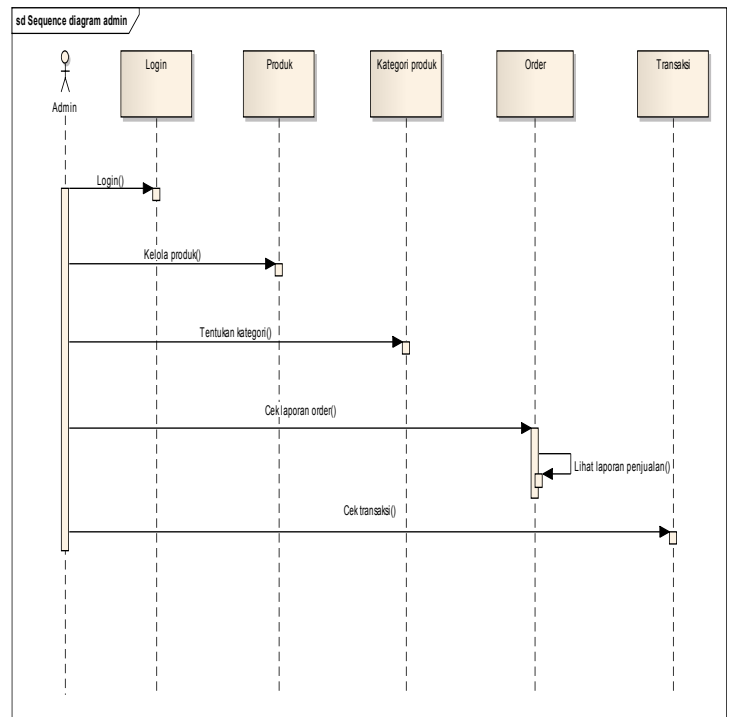 sd Sequence diagram admin
Admin
Login
Produk
Kategori produk
Order
Transaksi
Login()
Kelola produk()
Tentukan kategori()
Cek laporan order()
Lihat laporan penjualan()
Cek transaksi()